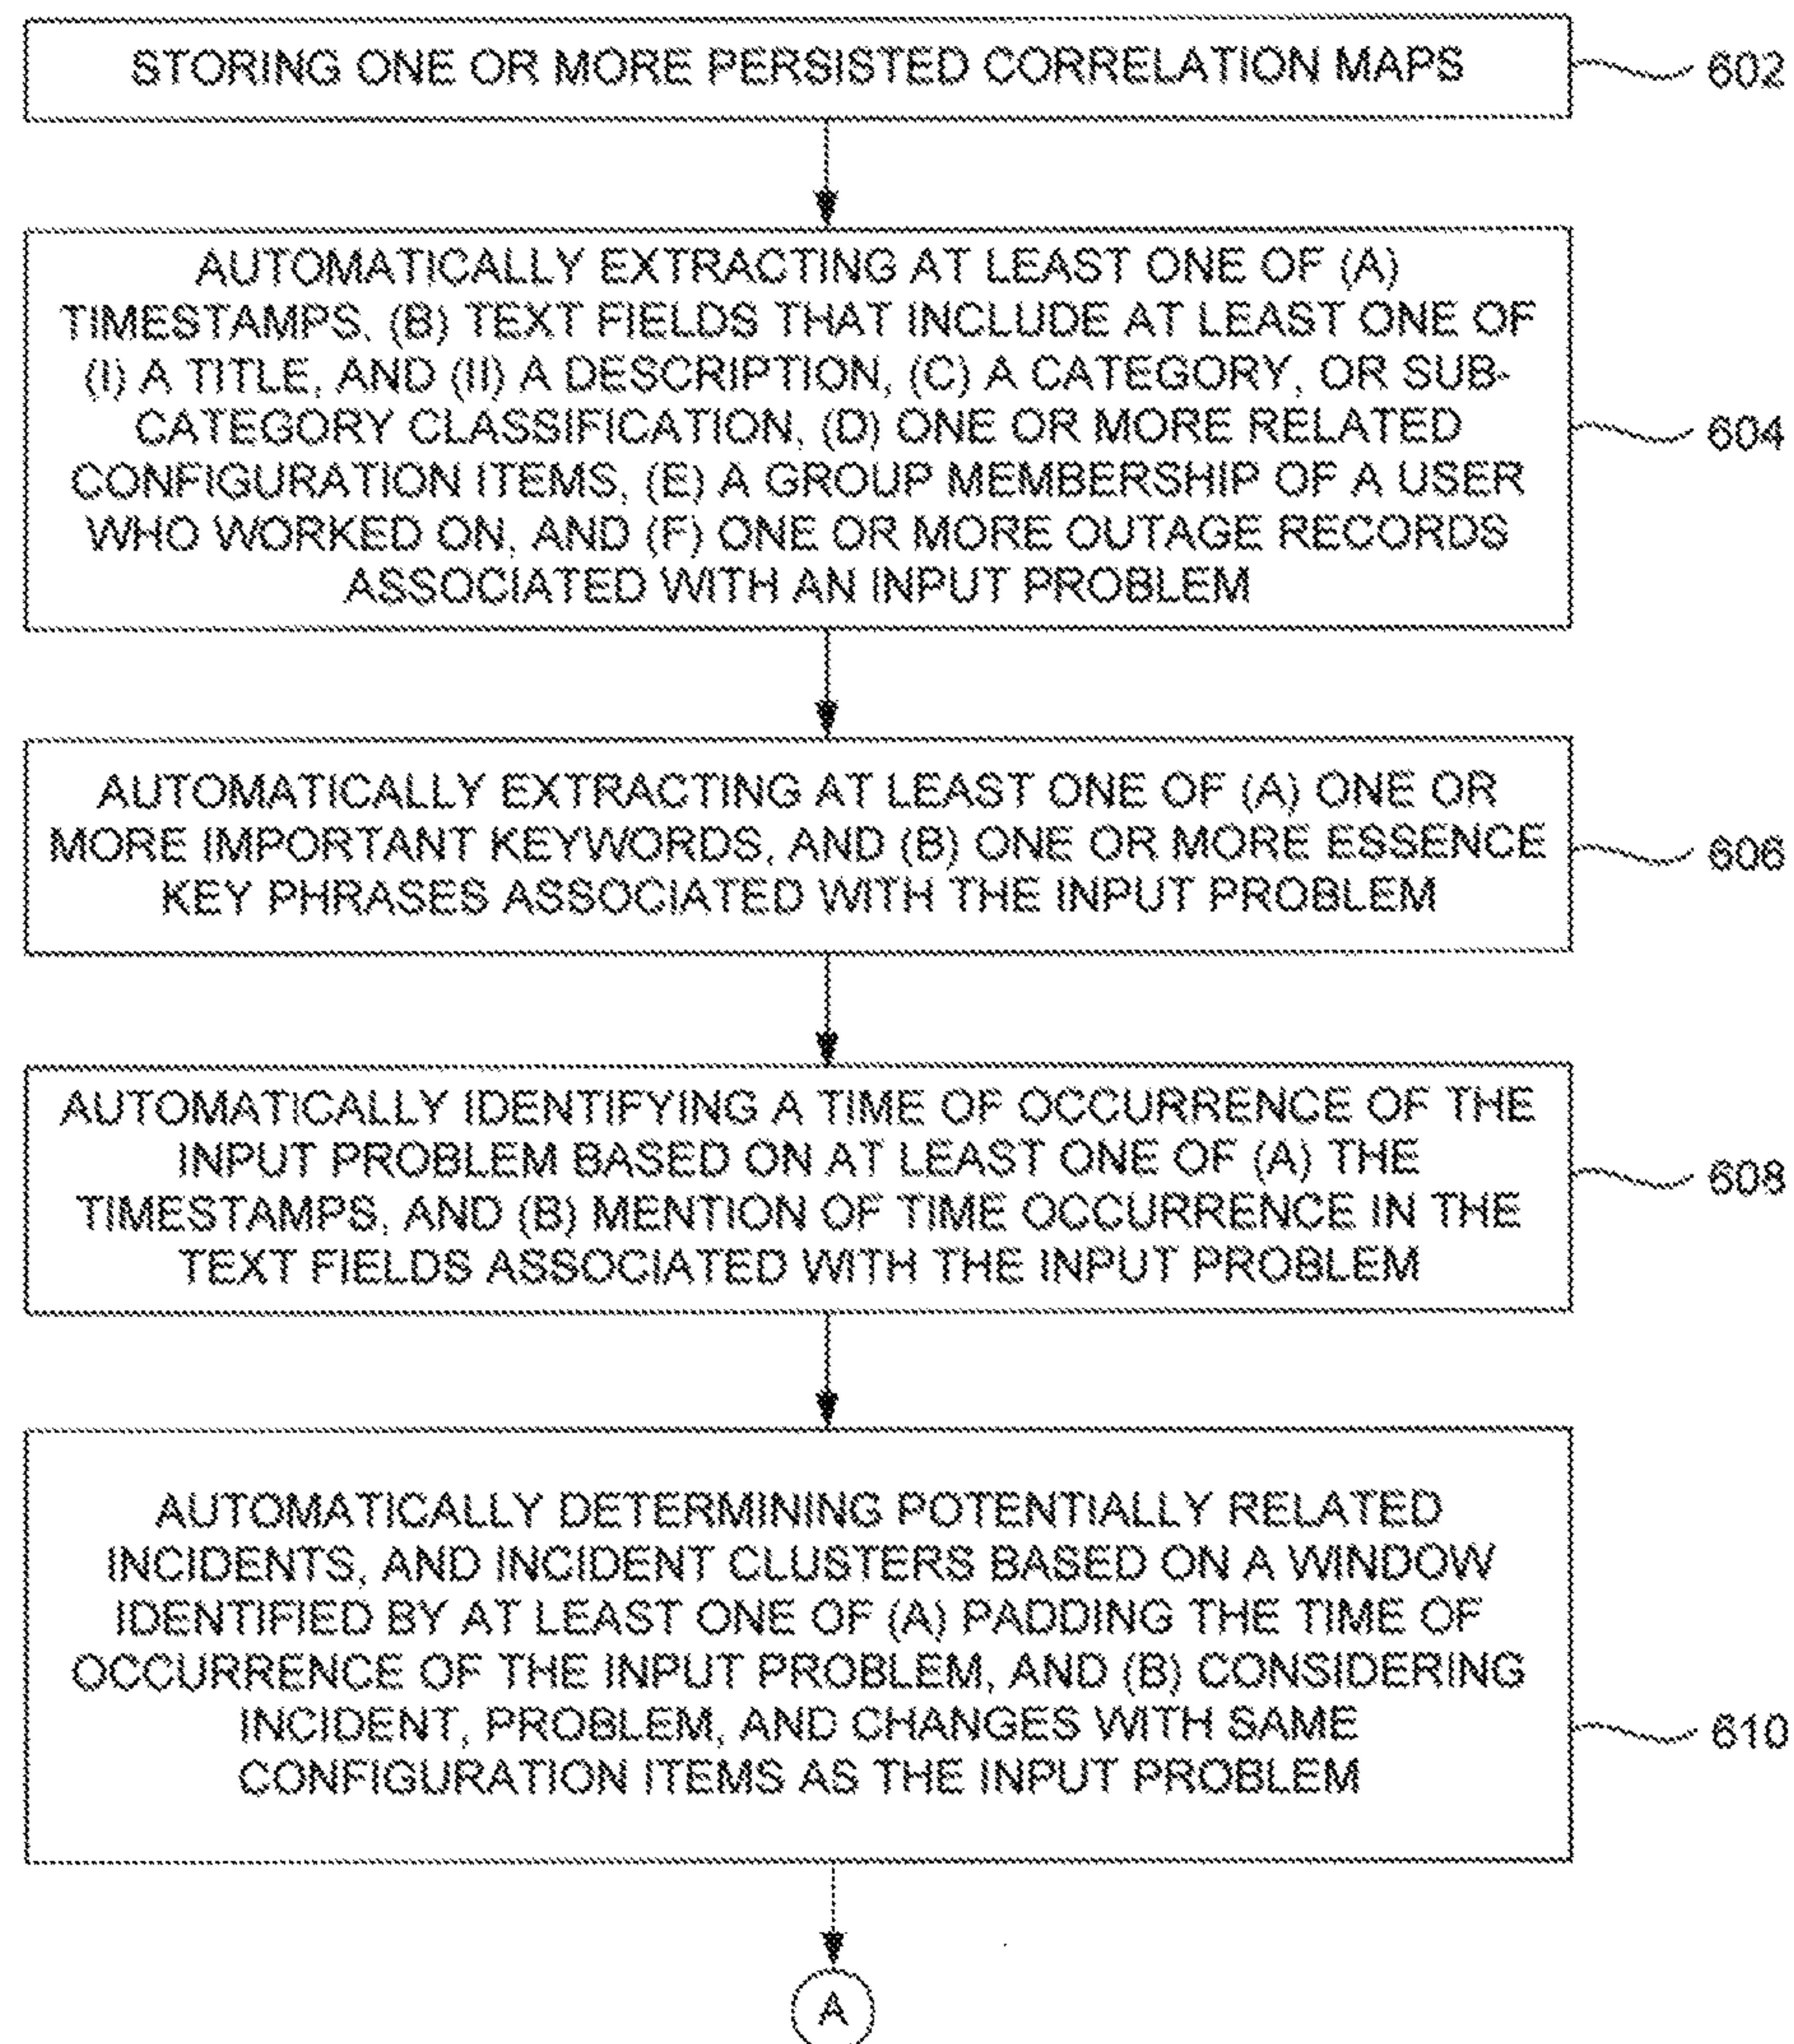 STORING ONE OR MORE PERSISTED CORRELATION MAPS
602
AUTOMATICALLY EXTRACTING AT LEAST ONE OF (A)
TIMESTAMPS, (B) TEXT FIELDS THAT INCLUDE AT LEAST ONE OF
(I) A TITLE, AND (II) A DESCRIPTION, (C) A CATEGORY, OR SUB-
CATEGORY CLASSIFICATION, (D) ONE OR MORE RELATED
CONFIGURATION ITEMS, (E) A GROUP MEMBERSHIP OF A USER
WHO WORKED ON, AND (F) ONE OR MORE OUTAGE RECORDS
ASSOCIATED WITH AN INPUT PROBLEM
604
AUTOMATICALLY EXTRACTING AT LEAST ONE OF (A) ONE OR
MORE IMPORTANT KEYWORDS, AND (B) ONE OR MORE ESSENCE
KEY PHRASES ASSOCIATED WITH THE INPUT PROBLEM
606
AUTOMATICALLY IDENTIFYING A TIME OF OCCURRENCE OF THE
INPUT PROBLEM BASED ON AT LEAST ONE OF (A) THE
TIMESTAMPS, AND (B) MENTION OF TIME OCCURRENCE IN THE
TEXT FIELDS ASSOCIATED WITH THE INPUT PROBLEM
608
AUTOMATICALLY DETERMINING POTENTIALLY RELATED
INCIDENTS, AND INCIDENT CLUSTERS BASED ON A WINDOW
IDENTIFIED BY AT LEAST ONE OF (A) PADDING THE TIME OF
OCCURRENCE OF THE INPUT PROBLEM, AND (B) CONSIDERING
INCIDENT, PROBLEM, AND CHANGES WITH SAME
CONFIGURATION ITEMS AS THE INPUT PROBLEM
610
A